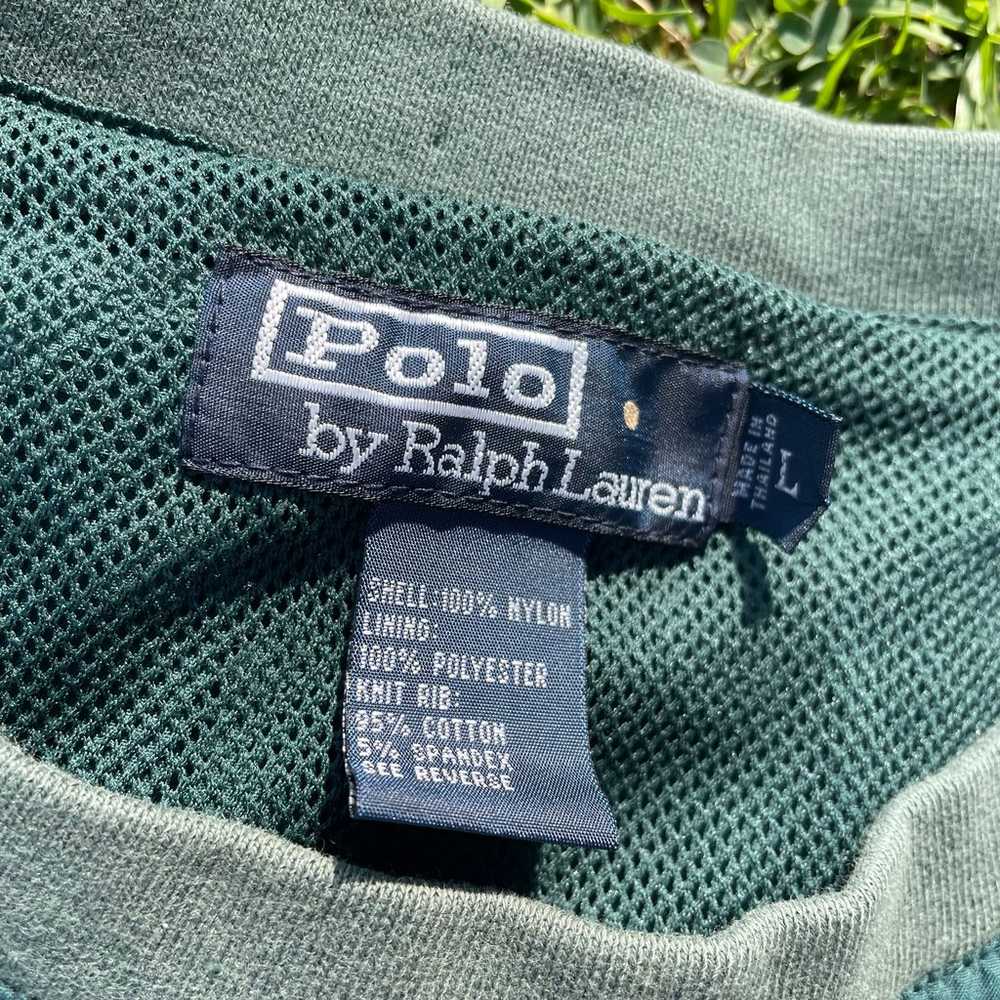 Polo
by Ralph Lauren
MADE IN
THAILAND
L
SHELL:100% NYLON
LINING:
100% POLYESTER
KNIT RIB:
95% COTTON
5% SPANDEX
SEE REVERSE